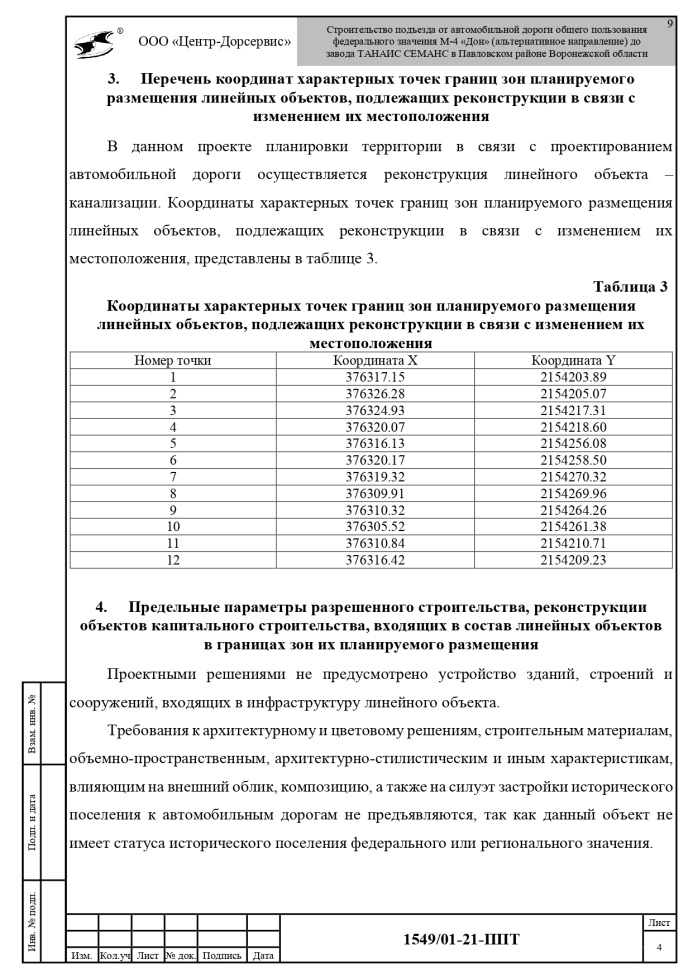 9
®
ООО «Центр-Дорсервис»
Строительство подъезда от автомобильной дороги общего пользования
федерального значения М-4 «Дон» (альтернативное направление) до
завода ТАНАИС СЕМАНС в Павловском районе Воронежской области
3. Перечень координат характерных точек границ зон планируемого
размещения линейных объектов, подлежащих реконструкции в связи с
изменением их местоположения
В данном проекте планировки территории в связи с проектированием
автомобильной дороги осуществляется реконструкция линейного объекта –
канализации. Координаты характерных точек границ зон планируемого размещения
линейных объектов, подлежащих реконструкции в связи с изменением их
местоположения, представлены в таблице 3.
Таблица 3
Координаты характерных точек границ зон планируемого размещения
линейных объектов, подлежащих реконструкции в связи с изменением их
местоположения
Номер точки Координата X Координата Y
1 376317.15 2154203.89
2 376326.28 2154205.07
3 376324.93 2154217.31
4 376320.07 2154218.60
5 376316.13 2154256.08
6 376320.17 2154258.50
7 376319.32 2154270.32
8 376309.91 2154269.96
9 376310.32 2154264.26
10 376305.52 2154261.38
11 376310.84 2154210.71
12 376316.42 2154209.23
4. Предельные параметры разрешенного строительства, реконструкции
объектов капитального строительства, входящих в состав линейных объектов
в границах зон их планируемого размещения
Проектными решениями не предусмотрено устройство зданий, строений и
сооружений, входящих в инфраструктуру линейного объекта.
Требования к архитектурному и цветовому решениям, строительным материалам,
объемно-пространственным, архитектурно-стилистическим и иным характеристикам,
влияющим на внешний облик, композицию, а также на силуэт застройки исторического
поселения к автомобильным дорогам не предъявляются, так как данный объект не
имеет статуса исторического поселения федерального или регионального значения.
Взам. инв. №
Подп. и дата
Инв. № подп.
Изм. Кол.уч Лист № док. Подпись Дата
1549/01-21-ППТ
Лист
4